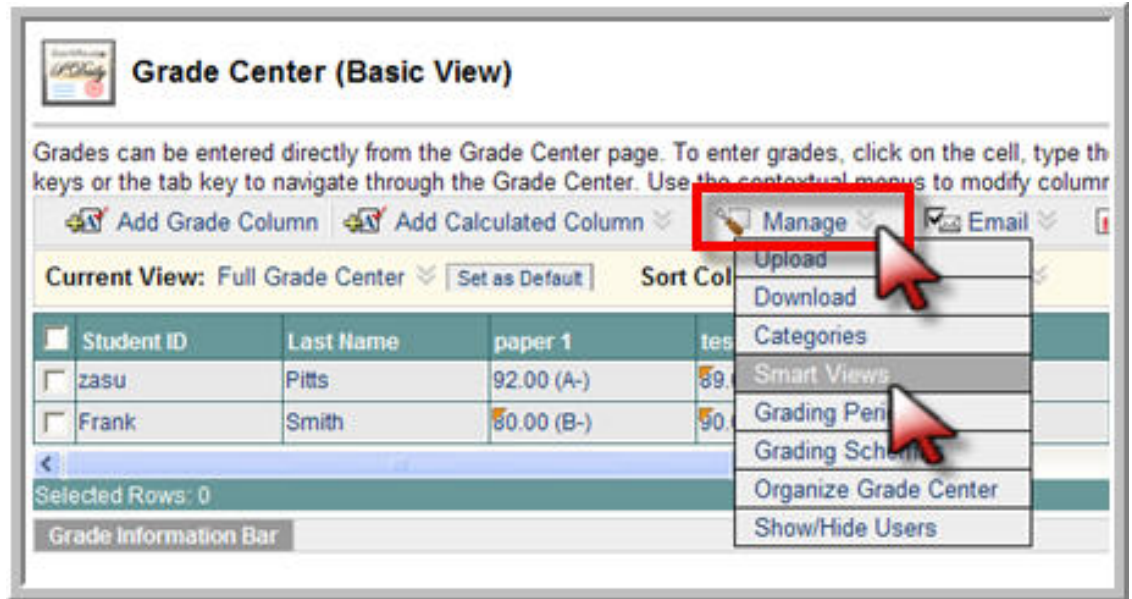 Grade Center (Basic View)
Grades can be entered directly from the Grade Center page. To enter grades, click on the cell, type th
keys or the tab key to navigate through the Grade Center. Use the contextual menus to modify column
Add Grade Column Add Calculated Column Manage Email
Current View: Full Grade Center Set as Default Sort Col
Upload
Download
Categories
Smart Views
Grading Peri
Grading Sche
Organize Grade Center
Show/Hide Users
Student ID Last Name paper 1 tes
zasu Pitts 92.00 (A-) 89.
Frank Smith 80.00 (B-) 90.
Selected Rows: 0
Grade Information Bar